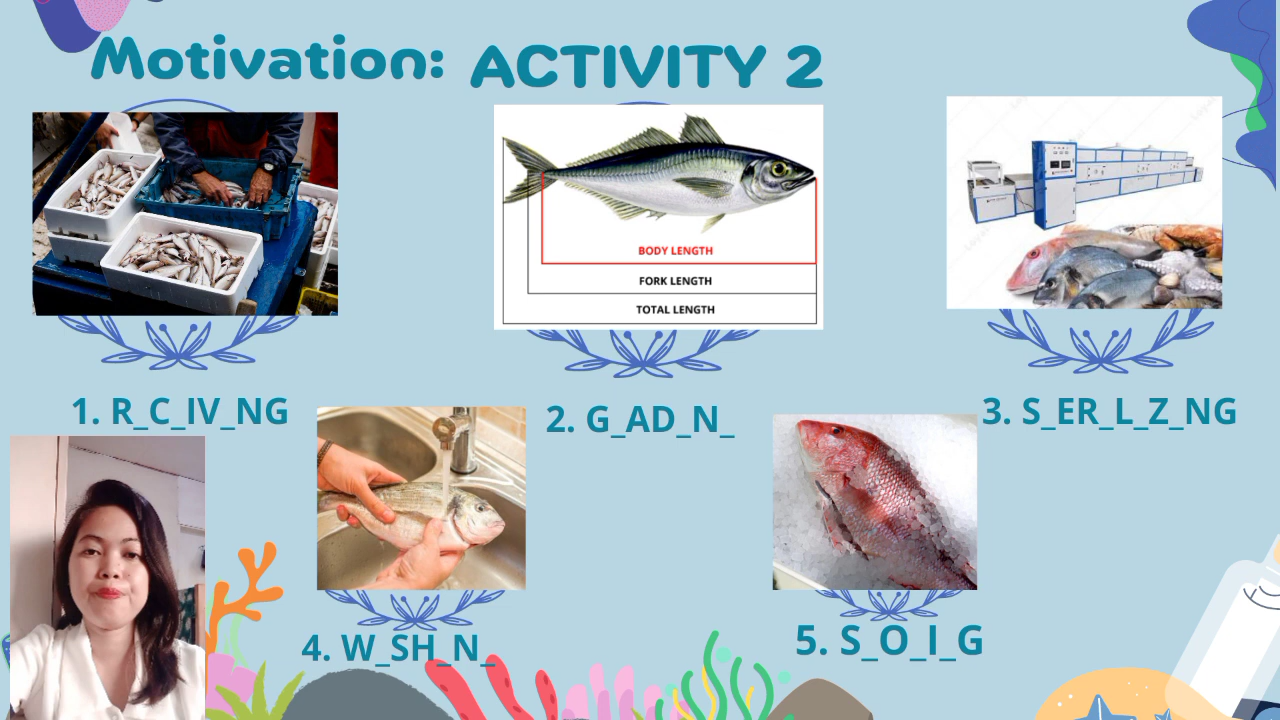 Motivation: ACTIVITY 2
BODY LENGTH
FORK LENGTH
TOTAL LENGTH
1. R_C_IV_NG
2. G_AD_N_
3. S_ER_L_Z_NG
4. W_SH_N_
5. S_O_I_G